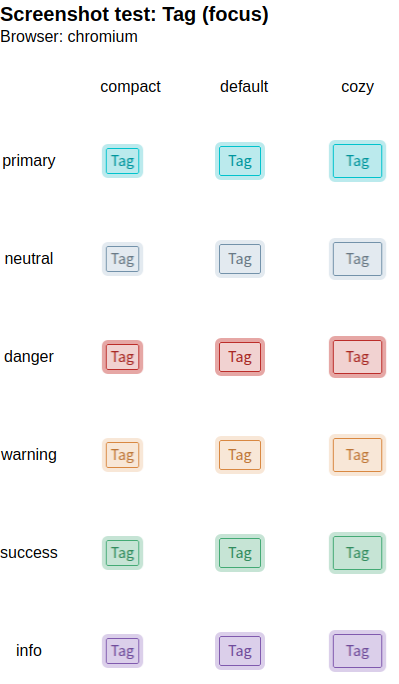 Screenshot test: Tag (focus)
Browser: chromium
compact default cozy
primary Tag Tag Tag
neutral Tag Tag Tag
danger Tag Tag Tag
warning Tag Tag Tag
success Tag Tag Tag
info Tag Tag Tag